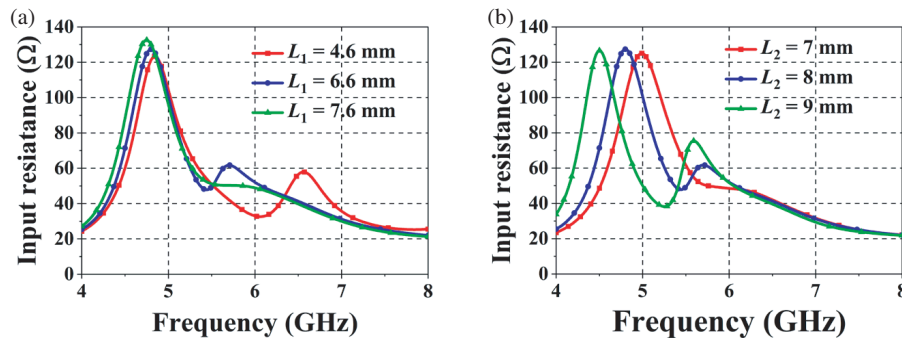 (a)
140
120
100
80
60
40
20
0
Input resiatance (Ω)
L1 = 4.6 mm
L1 = 6.6 mm
L1 = 7.6 mm
4 5 6 7 8
Frequency (GHz)
(b)
140
120
100
80
60
40
20
0
Input resistance (Ω)
L2 = 7 mm
L2 = 8 mm
L2 = 9 mm
4 5 6 7 8
Frequency (GHz)